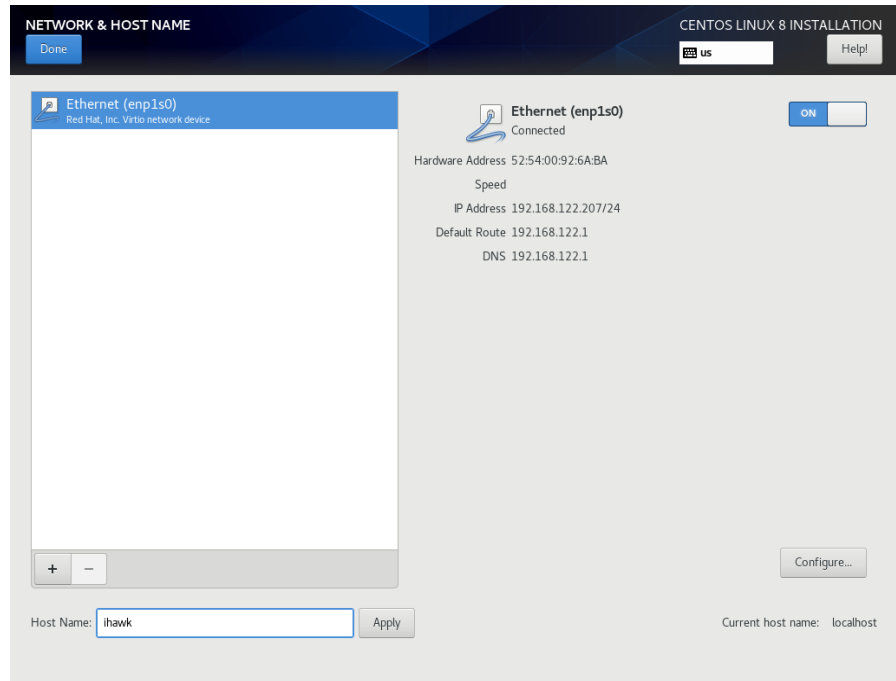 NETWORK & HOST NAME
CENTOS LINUX 8 INSTALLATION
Done
us
Help!
Ethernet (enp1s0)
Red Hat, Inc. Virtio network device
Ethernet (enp1s0)
Connected
ON
Hardware Address 52:54:00:92:6A:BA
Speed
IP Address 192.168.122.207/24
Default Route 192.168.122.1
DNS 192.168.122.1
+ −
Configure...
Host Name: ihawk Apply
Current host name: localhost